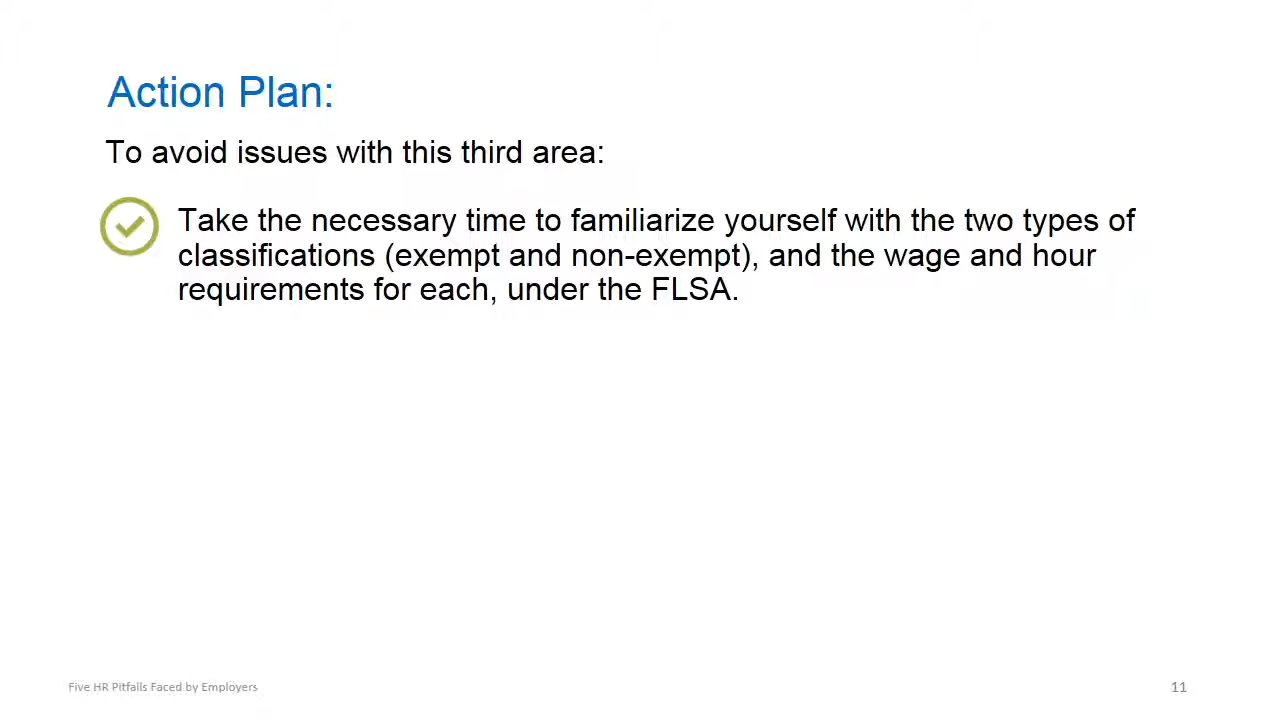 Action Plan:
To avoid issues with this third area:
Take the necessary time to familiarize yourself with the two types of
classifications (exempt and non-exempt), and the wage and hour
requirements for each, under the FLSA.
Five HR Pitfalls Faced by Employers
11